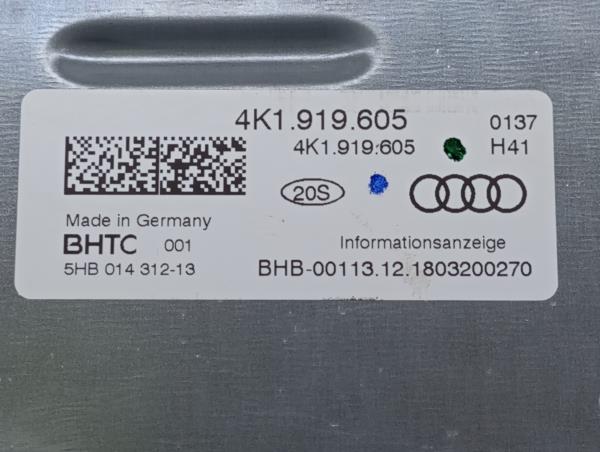 4K1.919.605
0137
4K1.919.605
H41
20S
Made in Germany
BHTC 001
Informationsanzeige
5HB 014 312-13
BHB-00113.12.1803200270